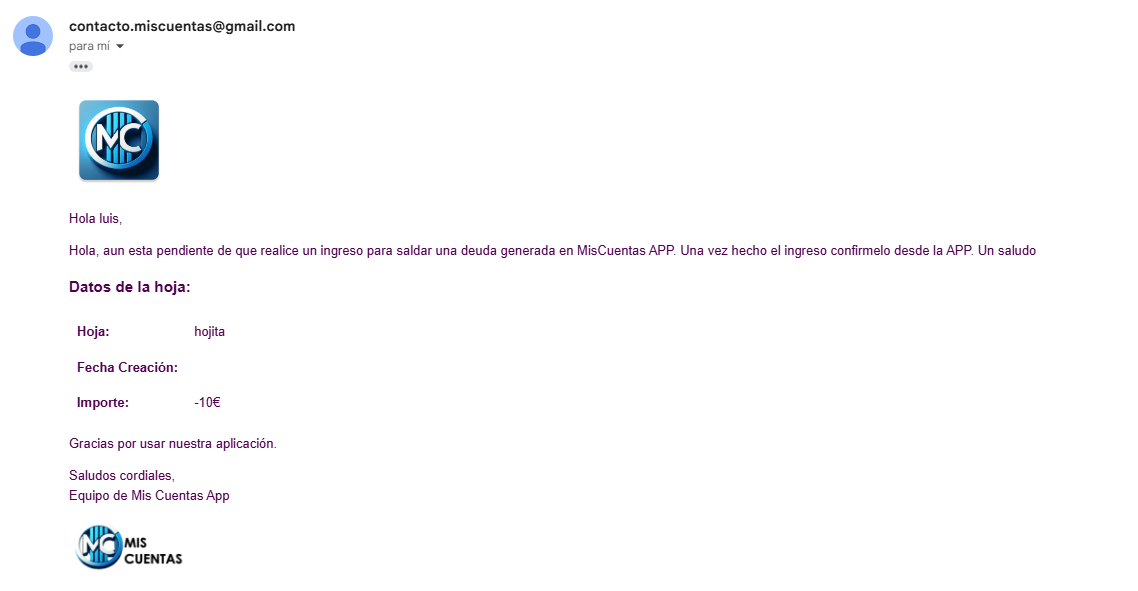 contacto.miscuentas@gmail.com
para mí
MC
Hola luis,
Hola, aun esta pendiente de que realice un ingreso para saldar una deuda generada en MisCuentas APP. Una vez hecho el ingreso confirmelo desde la APP. Un saludo
Datos de la hoja:
Hoja: hojita
Fecha Creación:
Importe: -10€
Gracias por usar nuestra aplicación.
Saludos cordiales,
Equipo de Mis Cuentas App
MC MIS
CUENTAS